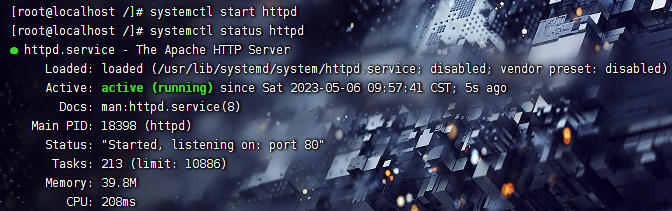 [root@localhost /]# systemctl start httpd
[root@localhost /]# systemctl status httpd
● httpd.service - The Apache HTTP Server
Loaded: loaded (/usr/lib/systemd/system/httpd.service; disabled; vendor preset: disabled)
Active: active (running) since Sat 2023-05-06 09:57:41 CST; 5s ago
Docs: man:httpd.service(8)
Main PID: 18398 (httpd)
Status: "Started, listening on: port 80"
Tasks: 213 (limit: 10886)
Memory: 39.8M
CPU: 208ms